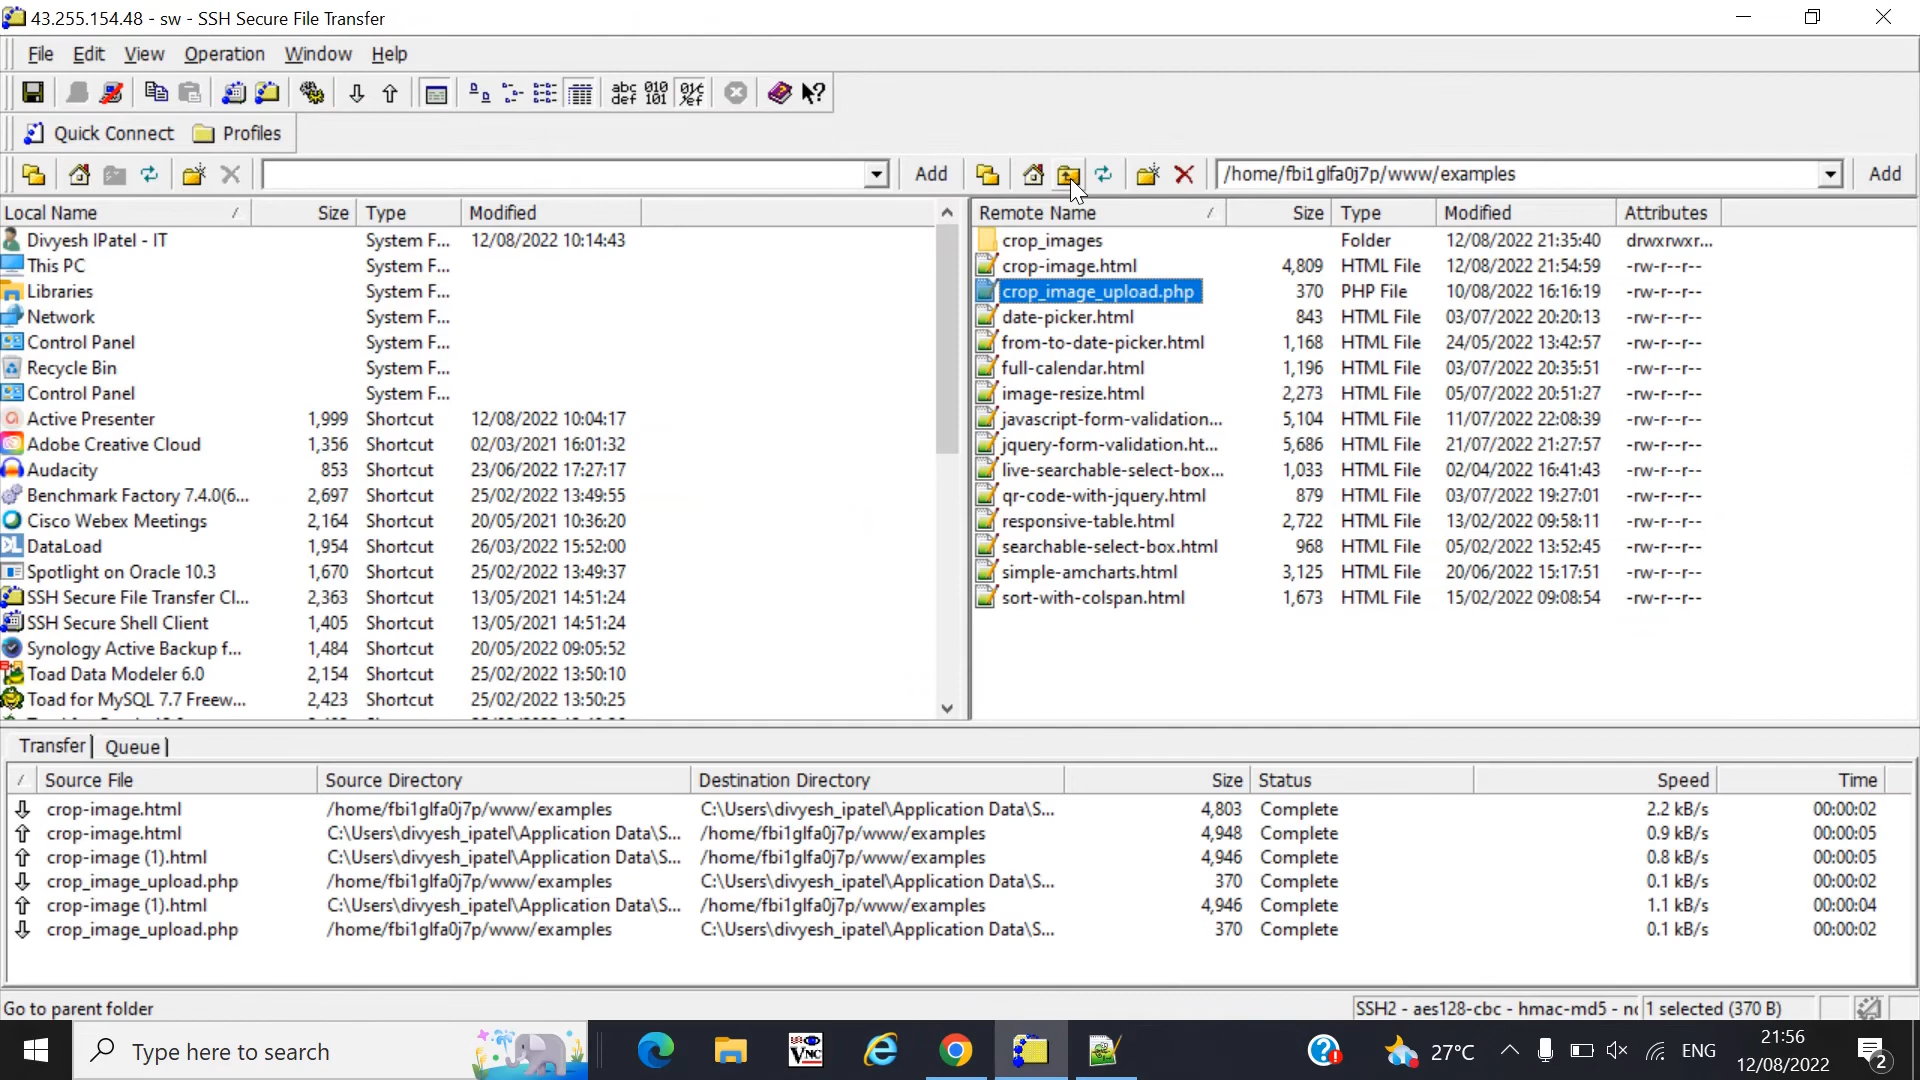 43.255.154.48 - sw - SSH Secure File Transfer
File Edit View Operation Window Help
abc def 010 101
Quick Connect Profiles
Add /home/fbi1glfa0j7p/www/examples Add
Local Name / Size Type Modified
Divyesh IPatel - IT System F... 12/08/2022 10:14:43
This PC System F...
Libraries System F...
Network System F...
Control Panel System F...
Recycle Bin System F...
Control Panel System F...
Active Presenter 1,999 Shortcut 12/08/2022 10:04:17
Adobe Creative Cloud 1,356 Shortcut 02/03/2021 16:01:32
Audacity 853 Shortcut 23/06/2022 17:27:17
Benchmark Factory 7.4.0(6... 2,697 Shortcut 25/02/2022 13:49:55
Cisco Webex Meetings 2,164 Shortcut 20/05/2021 10:36:20
DataLoad 1,954 Shortcut 26/03/2022 15:52:00
Spotlight on Oracle 10.3 1,670 Shortcut 25/02/2022 13:49:37
SSH Secure File Transfer Cl... 2,363 Shortcut 13/05/2021 14:51:24
SSH Secure Shell Client 1,405 Shortcut 13/05/2021 14:51:24
Synology Active Backup f... 1,484 Shortcut 20/05/2022 09:05:52
Toad Data Modeler 6.0 2,154 Shortcut 25/02/2022 13:50:10
Toad for MySQL 7.7 Freew... 2,423 Shortcut 25/02/2022 13:50:25
Remote Name / Size Type Modified Attributes
crop_images Folder 12/08/2022 21:35:40 drwxrwxr...
crop-image.html 4,809 HTML File 12/08/2022 21:54:59 -rw-r--r--
crop_image_upload.php 370 PHP File 10/08/2022 16:16:19 -rw-r--r--
date-picker.html 843 HTML File 03/07/2022 20:20:13 -rw-r--r--
from-to-date-picker.html 1,168 HTML File 24/05/2022 13:42:57 -rw-r--r--
full-calendar.html 1,196 HTML File 03/07/2022 20:35:51 -rw-r--r--
image-resize.html 2,273 HTML File 05/07/2022 20:51:27 -rw-r--r--
javascript-form-validation... 5,104 HTML File 11/07/2022 22:08:39 -rw-r--r--
jquery-form-validation.ht... 5,686 HTML File 21/07/2022 21:27:57 -rw-r--r--
live-searchable-select-box... 1,033 HTML File 02/04/2022 16:41:43 -rw-r--r--
qr-code-with-jquery.html 879 HTML File 03/07/2022 19:27:01 -rw-r--r--
responsive-table.html 2,722 HTML File 13/02/2022 09:58:11 -rw-r--r--
searchable-select-box.html 968 HTML File 05/02/2022 13:52:45 -rw-r--r--
simple-amcharts.html 3,125 HTML File 20/06/2022 15:17:51 -rw-r--r--
sort-with-colspan.html 1,673 HTML File 15/02/2022 09:08:54 -rw-r--r--
Transfer Queue
/ Source File Source Directory Destination Directory Size Status Speed Time
crop-image.html /home/fbi1glfa0j7p/www/examples C:\Users\divyesh_ipatel\Application Data\S... 4,803 Complete 2.2 kB/s 00:00:02
crop-image.html C:\Users\divyesh_ipatel\Application Data\S... /home/fbi1glfa0j7p/www/examples 4,948 Complete 0.9 kB/s 00:00:05
crop-image (1).html C:\Users\divyesh_ipatel\Application Data\S... /home/fbi1glfa0j7p/www/examples 4,946 Complete 0.8 kB/s 00:00:05
crop_image_upload.php /home/fbi1glfa0j7p/www/examples C:\Users\divyesh_ipatel\Application Data\S... 370 Complete 0.1 kB/s 00:00:02
crop-image (1).html C:\Users\divyesh_ipatel\Application Data\S... /home/fbi1glfa0j7p/www/examples 4,946 Complete 1.1 kB/s 00:00:04
crop_image_upload.php /home/fbi1glfa0j7p/www/examples C:\Users\divyesh_ipatel\Application Data\S... 370 Complete 0.1 kB/s 00:00:02
Go to parent folder SSH2 - aes128-cbc - hmac-md5 - 1 selected (370 B)
Type here to search VNC 27°C ENG 21:56
12/08/2022 2